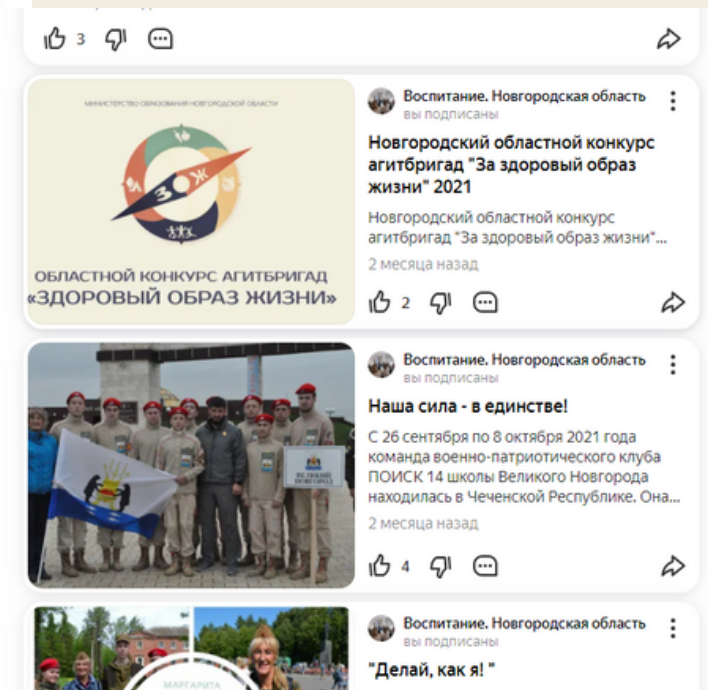 3
МИНИСТЕРСТВО ОБРАЗОВАНИЯ НОВГОРОДСКОЙ ОБЛАСТИ
З
О
Ж
ОБЛАСТНОЙ КОНКУРС АГИТБРИГАД
«ЗДОРОВЫЙ ОБРАЗ ЖИЗНИ»
Воспитание. Новгородская область
вы подписаны
Новгородский областной конкурс
агитбригад "За здоровый образ
жизни" 2021
Новгородский областной конкурс
агитбригад "За здоровый образ жизни"...
2 месяца назад
2
ВЕЛИКИЙ
НОВГОРОД
Воспитание. Новгородская область
вы подписаны
Наша сила - в единстве!
С 26 сентября по 8 октября 2021 года
команда военно-патриотического клуба
ПОИСК 14 школы Великого Новгорода
находилась в Чеченской Республике. Она...
2 месяца назад
4
МАРГАРИТА
Воспитание. Новгородская область
вы подписаны
"Делай, как я! "